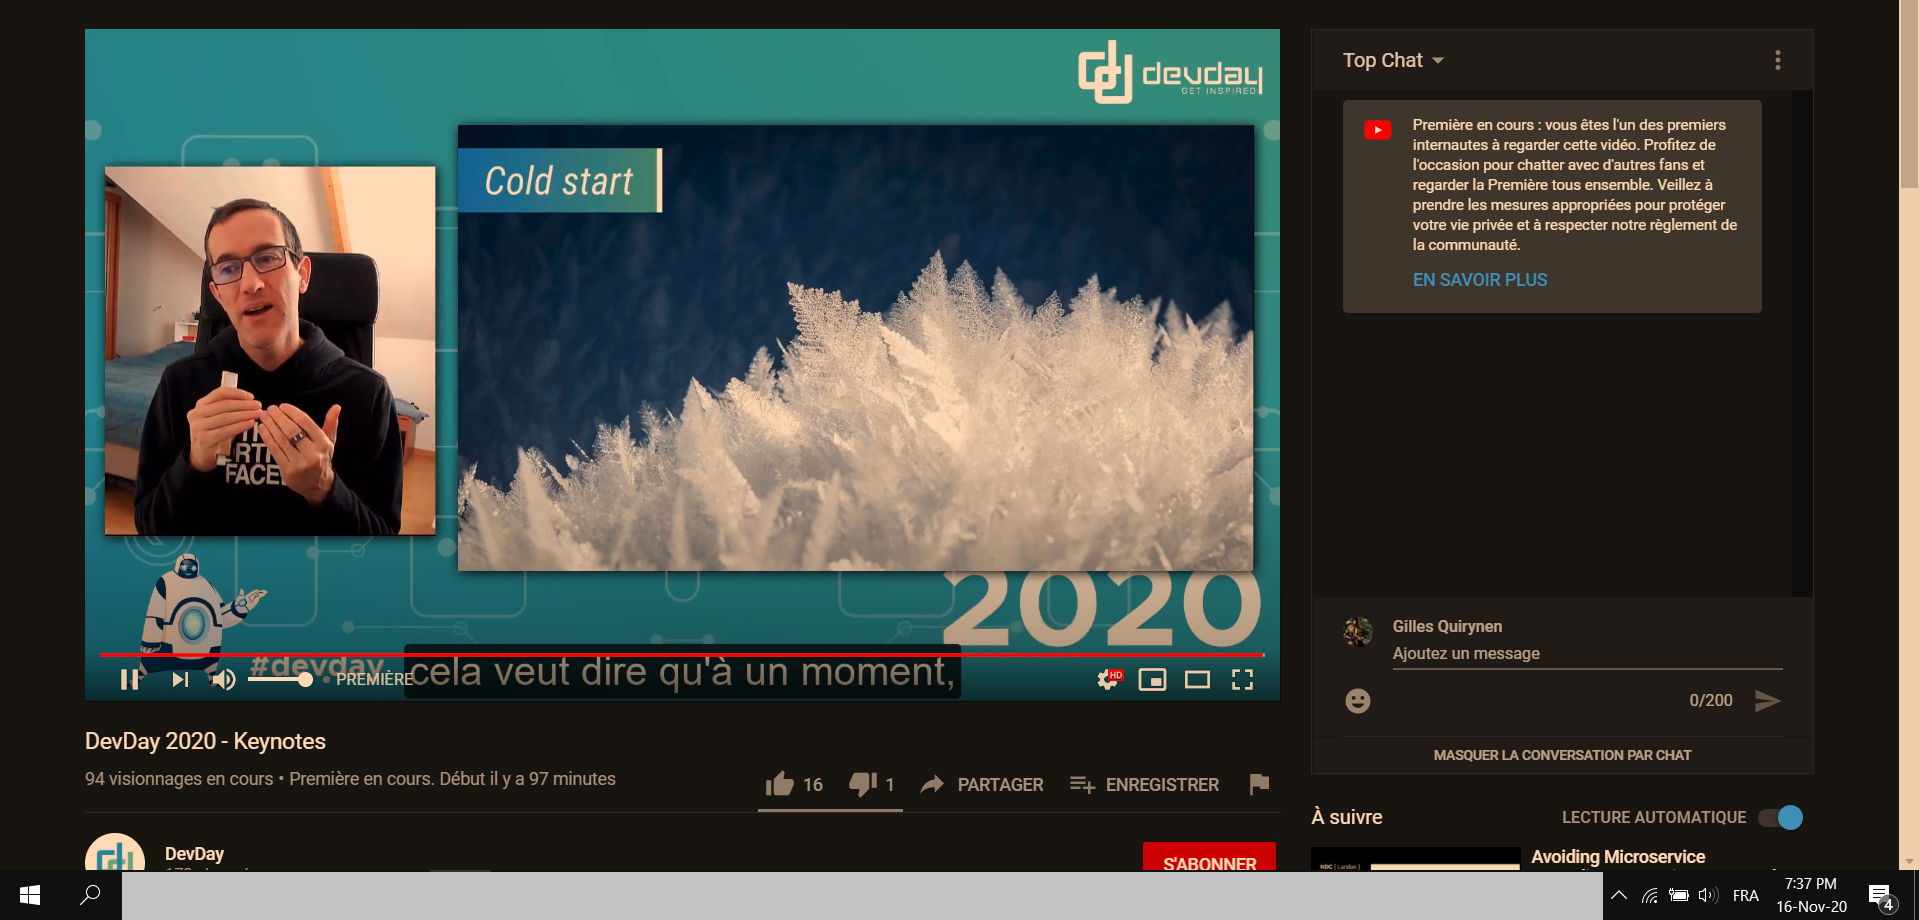 devday
GET INSPIRED
Cold start
2020
#devday
PREMIÈRE
cela veut dire qu'à un moment,
HD
DevDay 2020 - Keynotes
94 visionnages en cours • Première en cours. Début il y a 97 minutes
16
1
PARTAGER
ENREGISTRER
DevDay
S'ABONNER
Top Chat
Première en cours : vous êtes l'un des premiers
internautes à regarder cette vidéo. Profitez de
l'occasion pour chatter avec d'autres fans et
regarder la Première tous ensemble. Veillez à
prendre les mesures appropriées pour protéger
votre vie privée et à respecter notre règlement de
la communauté.
EN SAVOIR PLUS
Gilles Quirynen
Ajoutez un message
0/200
MASQUER LA CONVERSATION PAR CHAT
À suivre
LECTURE AUTOMATIQUE
NDC { London }
Avoiding Microservice
FRA
7:37 PM
16-Nov-20
4